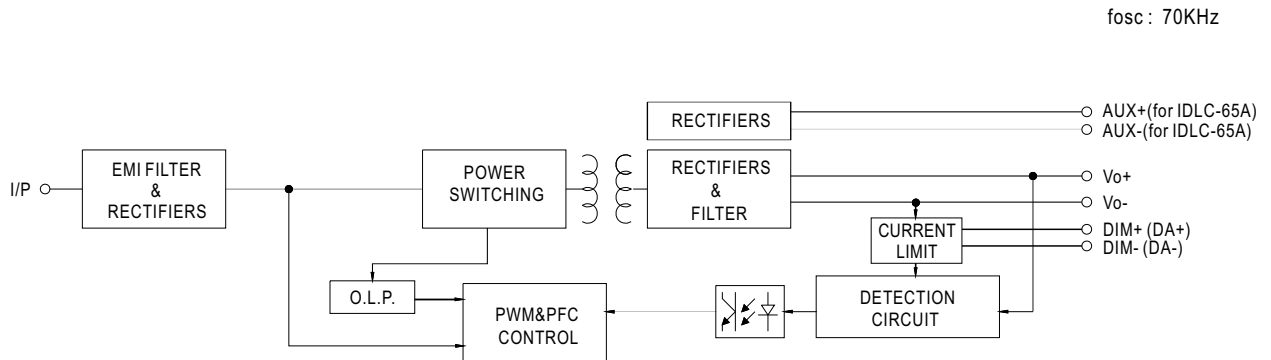 fosc : 70KHz
RECTIFIERS
AUX+(for IDLC-65A)
AUX-(for IDLC-65A)
I/P
EMI FILTER
&
RECTIFIERS
POWER
SWITCHING
RECTIFIERS
&
FILTER
Vo+
Vo-
CURRENT
LIMIT
DIM+ (DA+)
DIM- (DA-)
O.L.P.
PWM&PFC
CONTROL
DETECTION
CIRCUIT